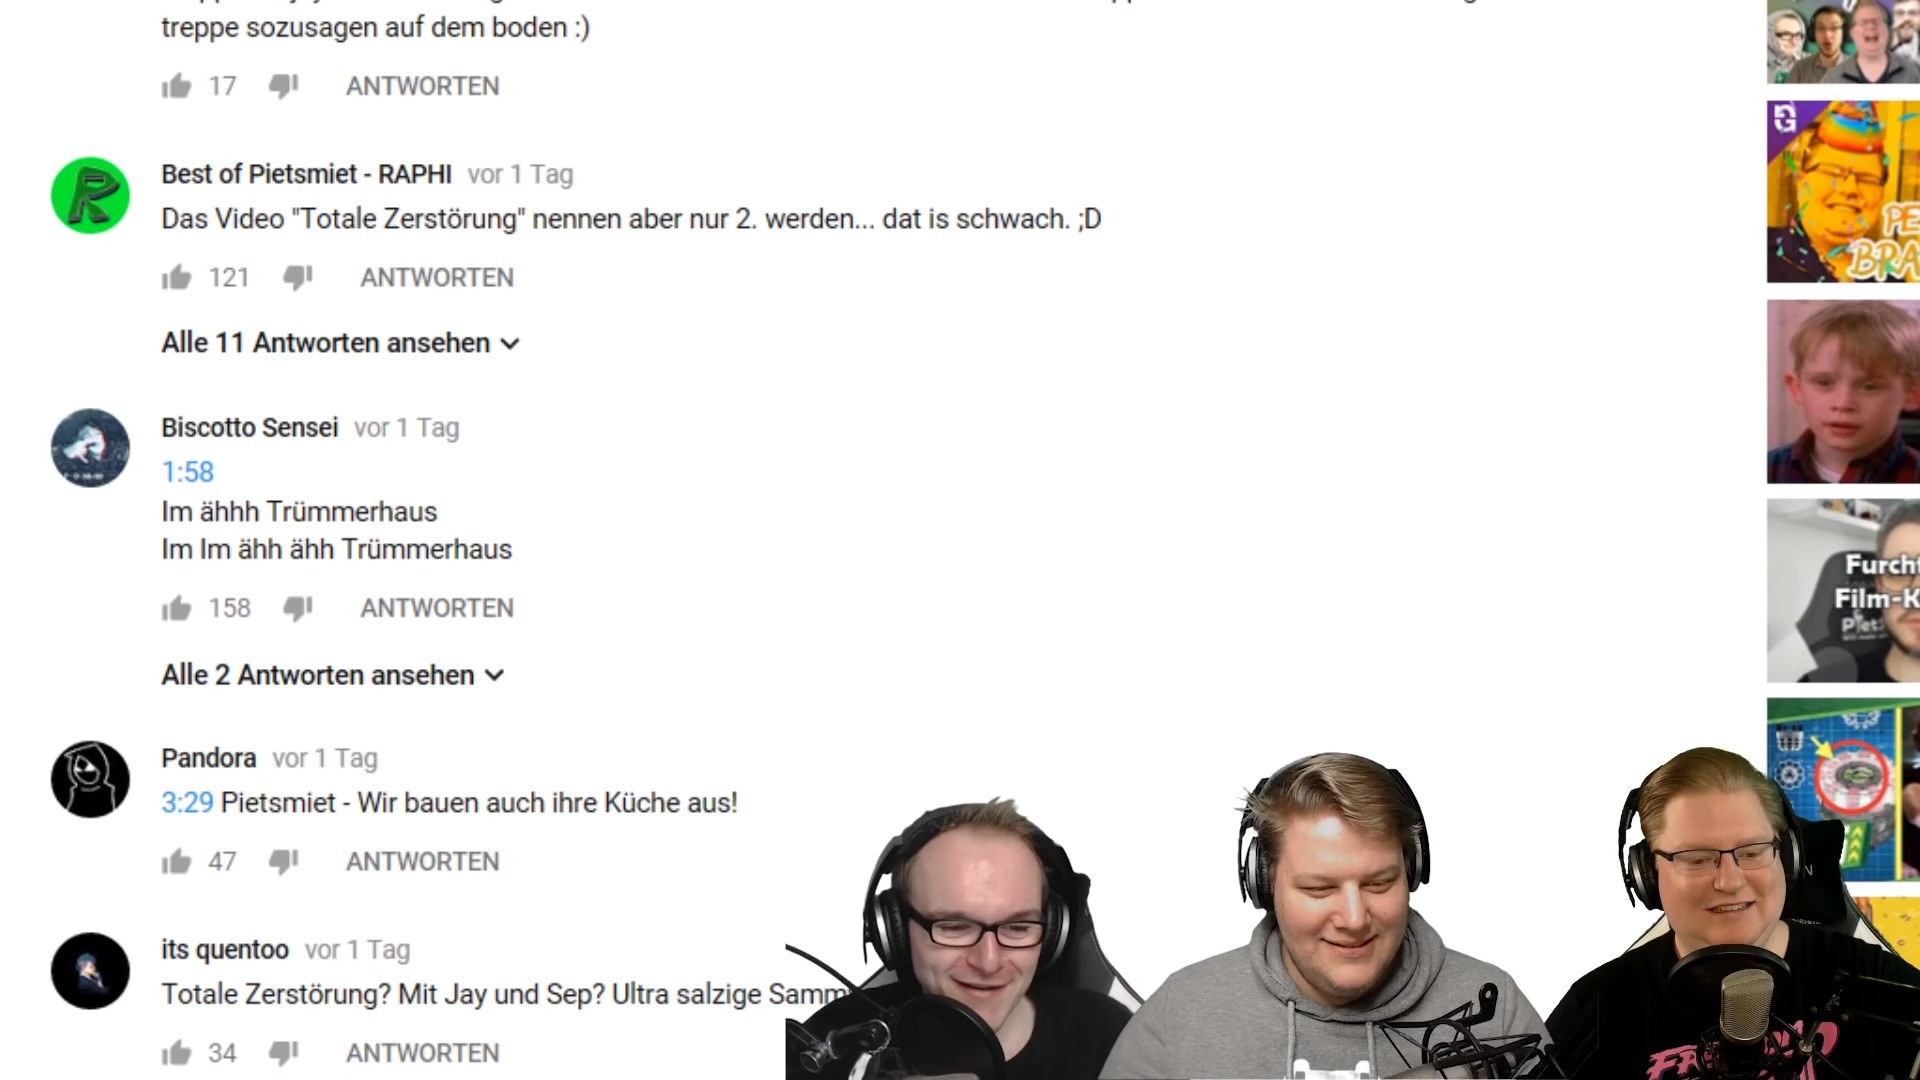 treppe sozusagen auf dem boden :)
17 ANTWORTEN
Best of Pietsmiet - RAPHI vor 1 Tag
Das Video "Totale Zerstörung" nennen aber nur 2. werden... dat is schwach. ;D
121 ANTWORTEN
Alle 11 Antworten ansehen
Biscotto Sensei vor 1 Tag
1:58
Im ähhh Trümmerhaus
Im Im ähh ähh Trümmerhaus
158 ANTWORTEN
Alle 2 Antworten ansehen
Pandora vor 1 Tag
3:29 Pietsmiet - Wir bauen auch ihre Küche aus!
47 ANTWORTEN
its quentoo vor 1 Tag
Totale Zerstörung? Mit Jay und Sep? Ultra salzige Samm
34 ANTWORTEN
R
PE
BRA
Furcht
Film-K
Piet